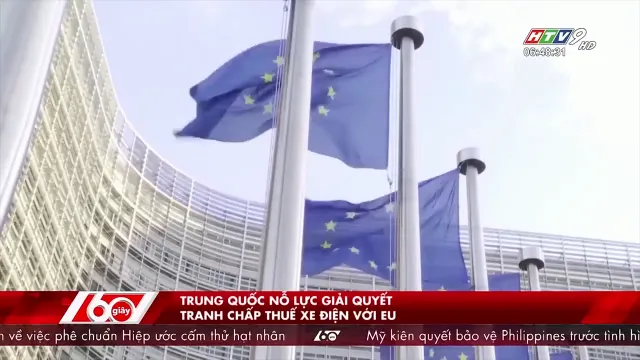 HTV9 HD
06:48:31
TRUNG QUỐC NỖ LỰC GIẢI QUYẾT
TRANH CHẤP THUẾ XE ĐIỆN VỚI EU
60 giây
về việc phê chuẩn Hiệp ước cấm thử hạt nhân Mỹ kiên quyết bảo vệ Philippines trước tình